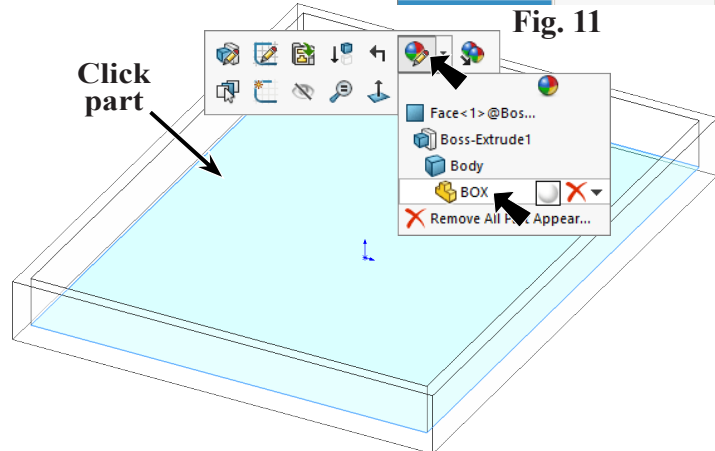 Fig. 11
Click
part
Face<1>@Bos...
Boss-Extrude1
Body
BOX
Remove All Appear...